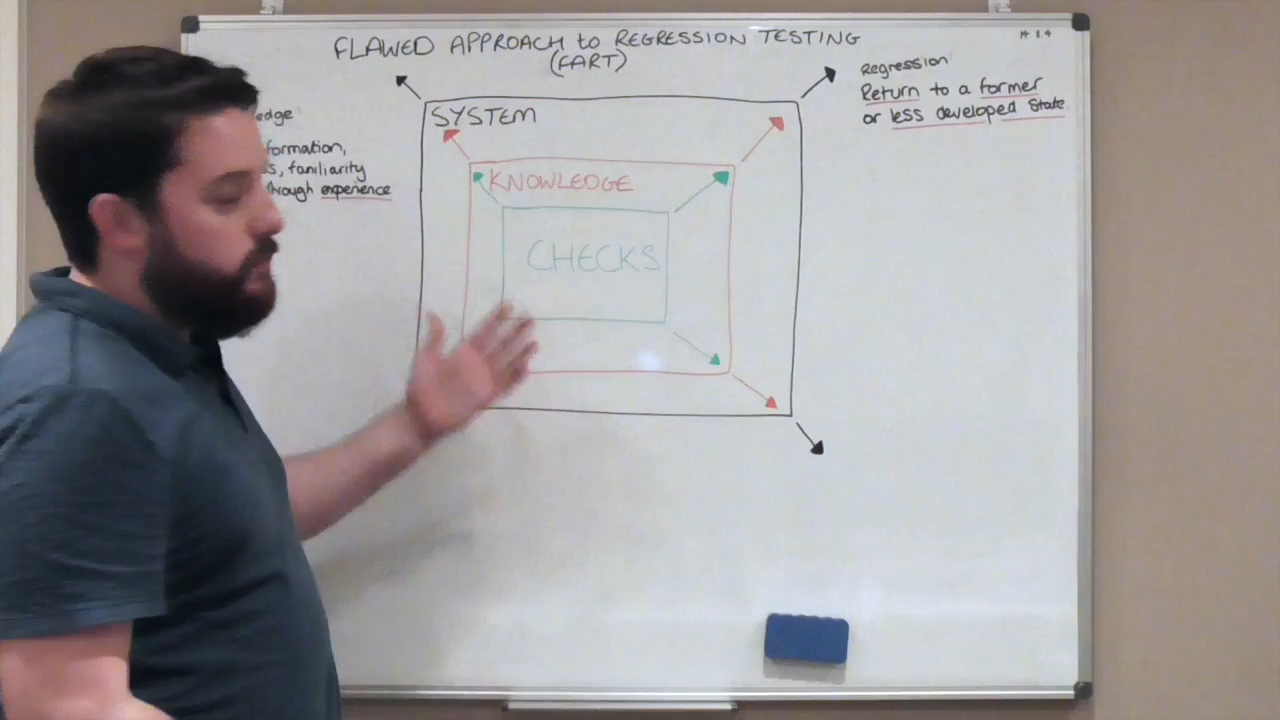 FLAWED APPROACH to REGRESSION TESTING
(FART)
edge
formation,
s, familiarity
through experience
SYSTEM
KNOWLEDGE
CHECKS
Regression
Return to a former
or less developed State